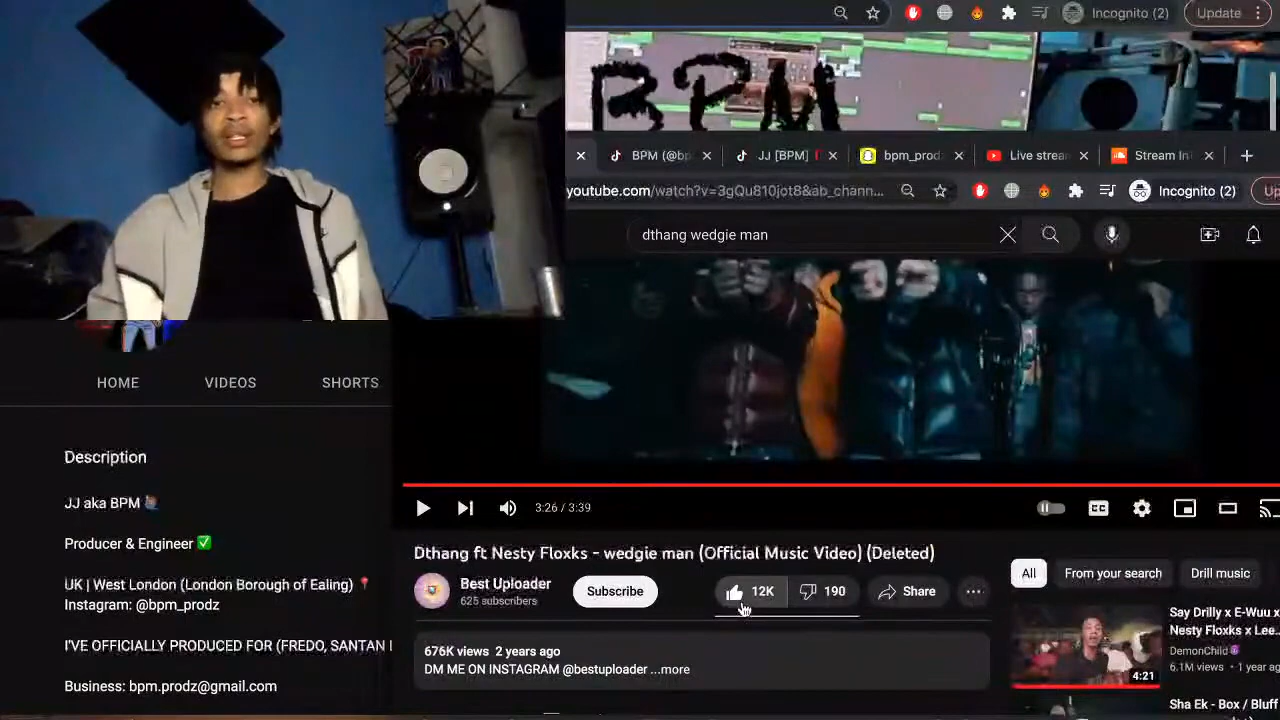 Incognito (2)
Update
BPM
BPM (@bp
JJ [BPM]
bpm_prod
Live strea
Stream In
youtube.com/watch?v=3gQu810jot8&ab_chann...
Incognito (2)
Up
dthang wedgie man
HOME
VIDEOS
SHORTS
Description
JJ aka BPM
Producer & Engineer ✅
UK | West London (London Borough of Ealing) 📍
Instagram: @bpm_prodz
I'VE OFFICIALLY PRODUCED FOR (FREDO, SANTAN
Business: bpm.prodz@gmail.com
3:26 / 3:39
Dthang ft Nesty Floxks - wedgie man (Official Music Video) (Deleted)
Best Uploader
625 subscribers
Subscribe
12K
190
Share
676K views 2 years ago
DM ME ON INSTAGRAM @bestuploader ...more
All
From your search
Drill music
Say Drilly x E-Wuu x
Nesty Floxks x Lee
DemonChild
6.1M views • 1 year ag
4:21
Sha Ek - Box / Bluff